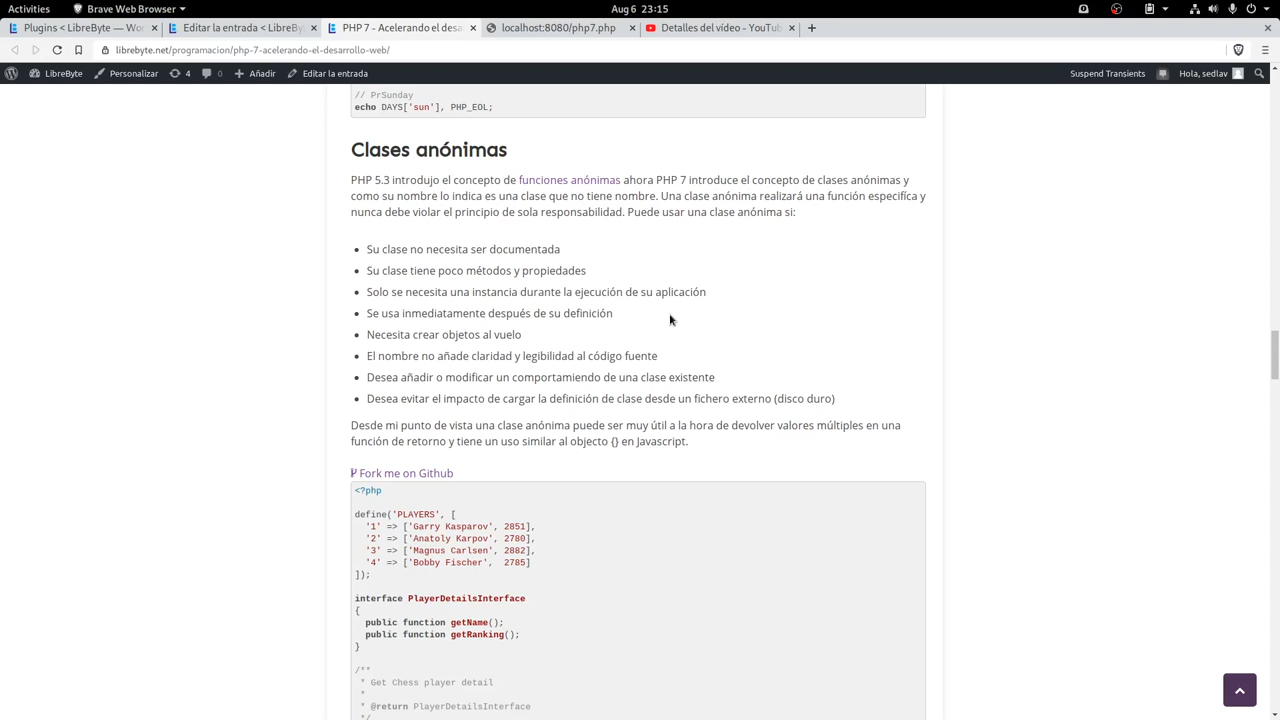 Activities
Brave Web Browser
Aug 6 23:15
Plugins < LibreByte — Wo
Editar la entrada < LibreBy
PHP 7 - Acelerando el desa
localhost:8080/php7.php
Detalles del vídeo - YouTu
librebyte.net/programacion/php-7-acelerando-el-desarrollo-web/
LibreByte
Personalizar
4
0
Añadir
Editar la entrada
Suspend Transients
Hola, sedlav
// PrSunday
echo DAYS['sun'], PHP_EOL;
Clases anónimas
PHP 5.3 introdujo el concepto de funciones anónimas ahora PHP 7 introduce el concepto de clases anónimas y
como su nombre lo indica es una clase que no tiene nombre. Una clase anónima realizará una función específica y
nunca debe violar el principio de sola responsabilidad. Puede usar una clase anónima si:
• Su clase no necesita ser documentada
• Su clase tiene poco métodos y propiedades
• Solo se necesita una instancia durante la ejecución de su aplicación
• Se usa inmediatamente después de su definición
• Necesita crear objetos al vuelo
• El nombre no añade claridad y legibilidad al código fuente
• Desea añadir o modificar un comportamiendo de una clase existente
• Desea evitar el impacto de cargar la definición de clase desde un fichero externo (disco duro)
Desde mi punto de vista una clase anónima puede ser muy útil a la hora de devolver valores múltiples en una
función de retorno y tiene un uso similar al objecto {} en Javascript.
Fork me on Github
<?php
define('PLAYERS', [
'1' => ['Garry Kasparov', 2851],
'2' => ['Anatoly Karpov', 2780],
'3' => ['Magnus Carlsen', 2882],
'4' => ['Bobby Fischer',  2785]
]);
interface PlayerDetailsInterface
{
public function getName();
public function getRanking();
}
/**
* Get Chess player detail
*
* @return PlayerDetailsInterface
*/